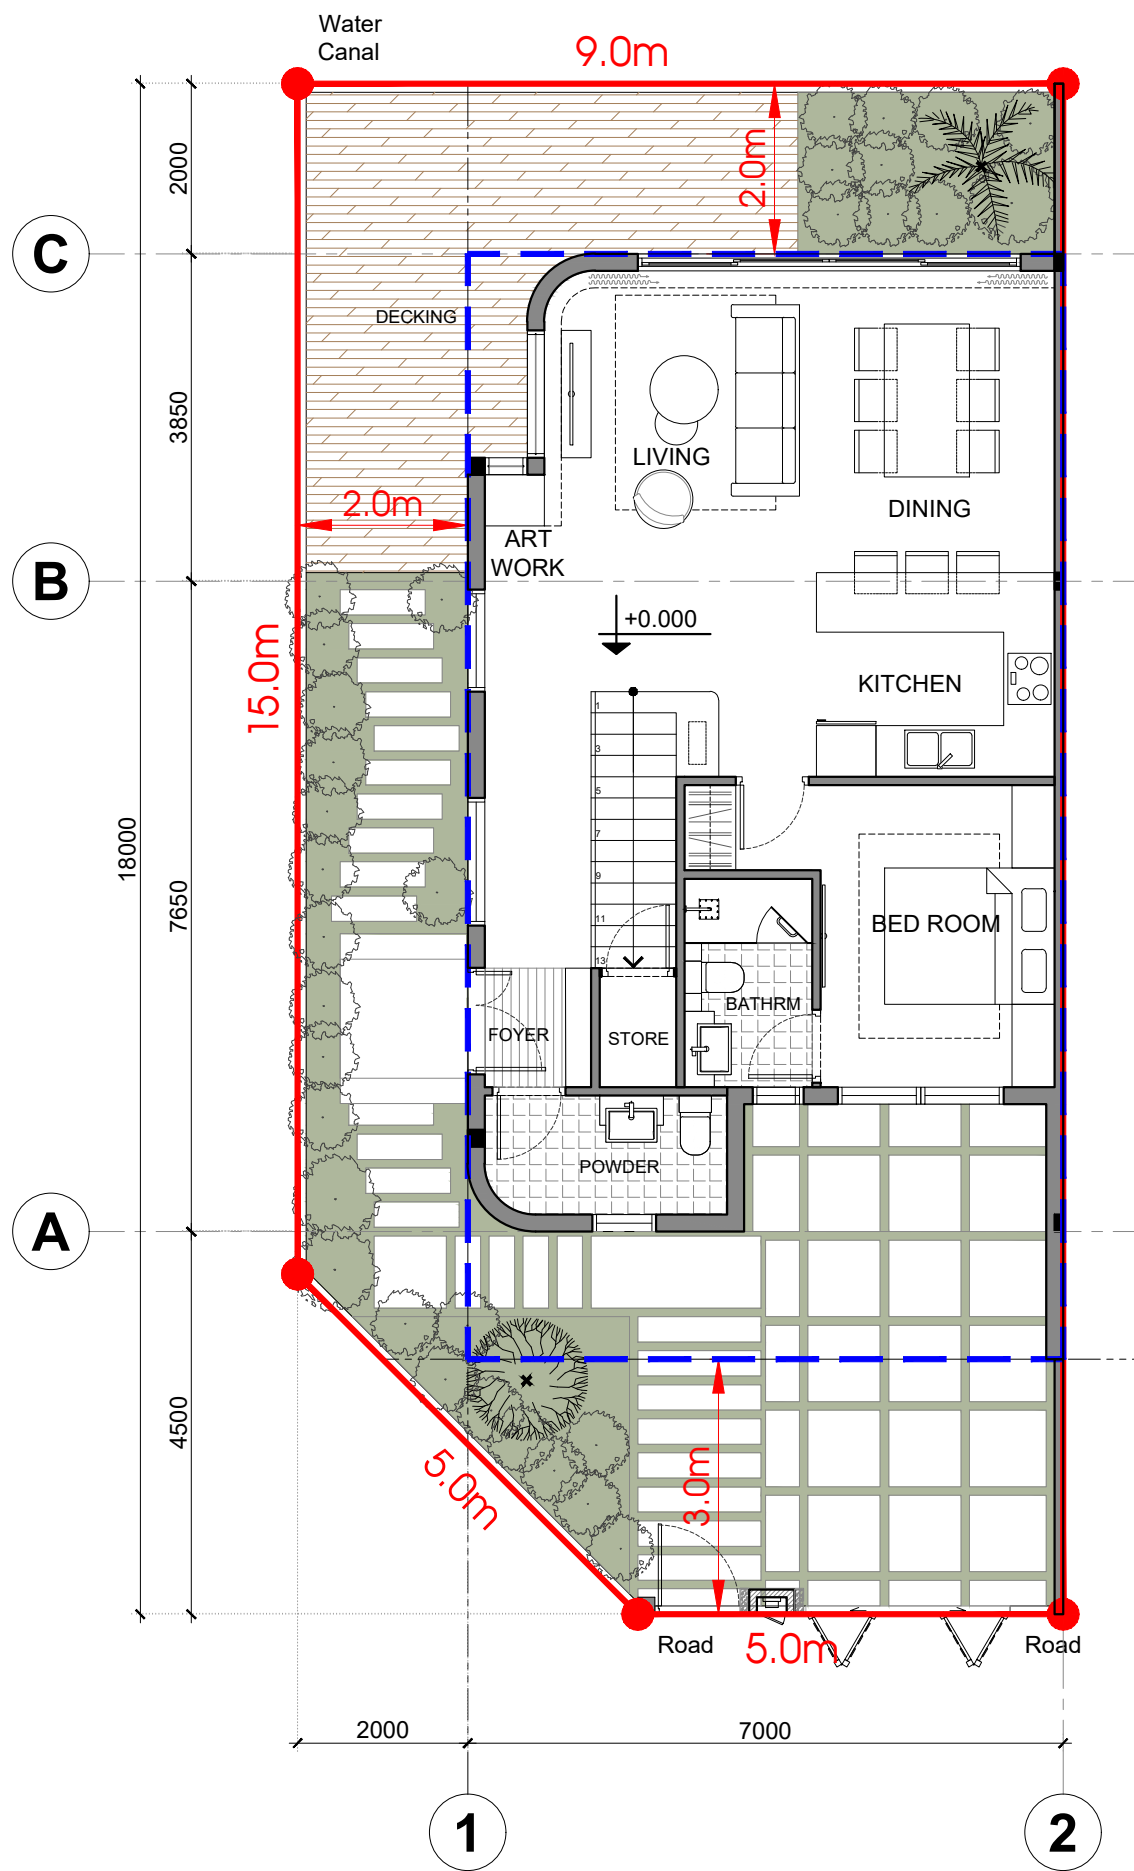 Water
Canal
9.0m
2000
2.0m
C
DECKING
3850
LIVING
2.0m
DINING
ART
WORK
B
+0.000
15.0m
KITCHEN
1
3
5
7
9
11
13
18000
7650
BED ROOM
BATHRM
FOYER
STORE
POWDER
A
4500
5.0m
3.0m
Road
5.0m
Road
2000
7000
1
2